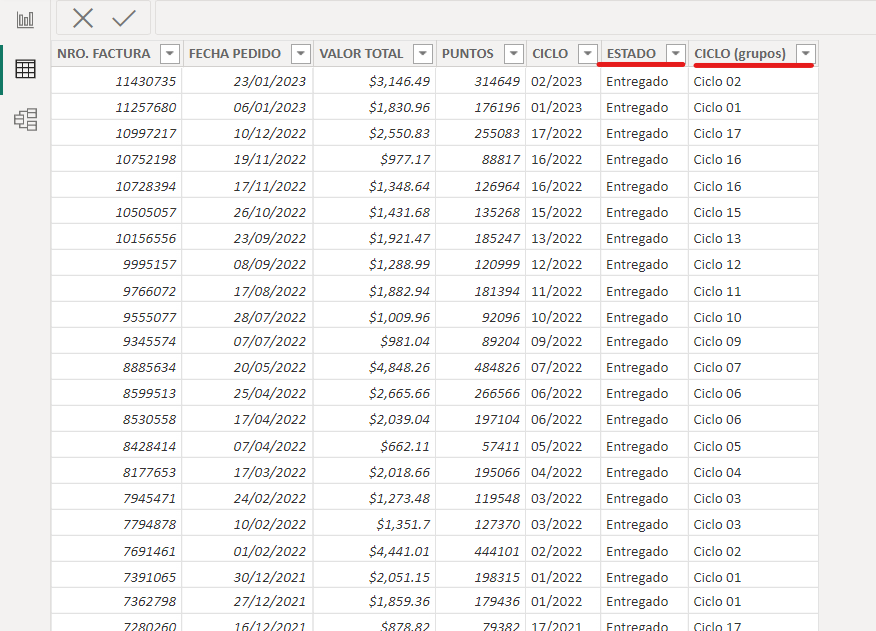 NRO. FACTURA FECHA PEDIDO VALOR TOTAL PUNTOS CICLO ESTADO CICLO (grupos)
11430735 23/01/2023 $3,146.49 314649 02/2023 Entregado Ciclo 02
11257680 06/01/2023 $1,830.96 176196 01/2023 Entregado Ciclo 01
10997217 10/12/2022 $2,550.83 255083 17/2022 Entregado Ciclo 17
10752198 19/11/2022 $977.17 88817 16/2022 Entregado Ciclo 16
10728394 17/11/2022 $1,348.64 126964 16/2022 Entregado Ciclo 16
10505057 26/10/2022 $1,431.68 135268 15/2022 Entregado Ciclo 15
10156556 23/09/2022 $1,921.47 185247 13/2022 Entregado Ciclo 13
9995157 08/09/2022 $1,288.99 120999 12/2022 Entregado Ciclo 12
9766072 17/08/2022 $1,882.94 181394 11/2022 Entregado Ciclo 11
9555077 28/07/2022 $1,009.96 92096 10/2022 Entregado Ciclo 10
9345574 07/07/2022 $981.04 89204 09/2022 Entregado Ciclo 09
8885634 20/05/2022 $4,848.26 484826 07/2022 Entregado Ciclo 07
8599513 25/04/2022 $2,665.66 266566 06/2022 Entregado Ciclo 06
8530558 17/04/2022 $2,039.04 197104 06/2022 Entregado Ciclo 06
8428414 07/04/2022 $662.11 57411 05/2022 Entregado Ciclo 05
8177653 17/03/2022 $2,018.66 195066 04/2022 Entregado Ciclo 04
7945471 24/02/2022 $1,273.48 119548 03/2022 Entregado Ciclo 03
7794878 10/02/2022 $1,351.7 127370 03/2022 Entregado Ciclo 03
7691461 01/02/2022 $4,441.01 444101 02/2022 Entregado Ciclo 02
7391065 30/12/2021 $2,051.15 198315 01/2022 Entregado Ciclo 01
7362798 27/12/2021 $1,859.36 179436 01/2022 Entregado Ciclo 01
7280260 16/12/2021 $878.82 79382 17/2021 Entregado Ciclo 17